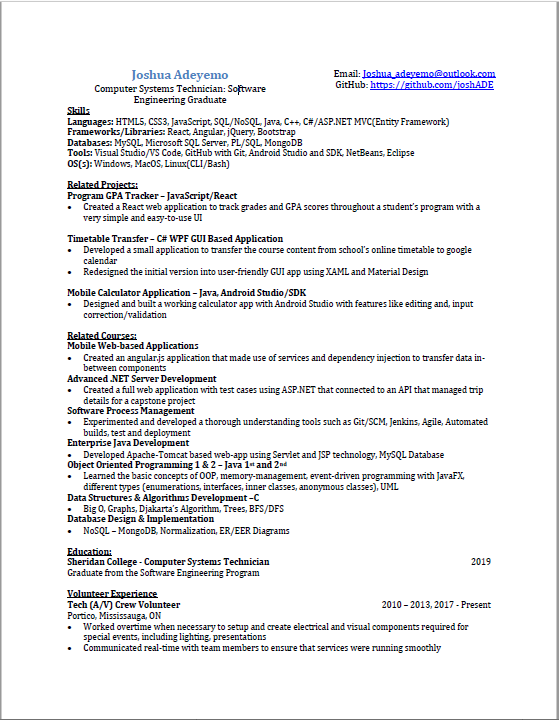 Joshua Adeyemo
Email: Joshua_adeyemo@outlook.com
Computer Systems Technician: Software
GitHub: https://github.com/joshADE
Engineering Graduate
Skills
Languages: HTML5, CSS3, JavaScript, SQL/NoSQL, Java, C++, C#/ASP.NET MVC(Entity Framework)
Frameworks/Libraries: React, Angular, jQuery, Bootstrap
Databases: MySQL, Microsoft SQL Server, PL/SQL, MongoDB
Tools: Visual Studio/VS Code, GitHub with Git, Android Studio and SDK, NetBeans, Eclipse
OS(s): Windows, MacOS, Linux(CLI/Bash)
Related Projects:
Program GPA Tracker – JavaScript/React
• Created a React web application to track grades and GPA scores throughout a student's program with a
very simple and easy-to-use UI
Timetable Transfer – C# WPF GUI Based Application
• Developed a small application to transfer the course content from school's online timetable to google
calendar
• Redesigned the initial version into user-friendly GUI app using XAML and Material Design
Mobile Calculator Application – Java, Android Studio/SDK
• Designed and built a working calculator app with Android Studio with features like editing and, input
correction/validation
Related Courses:
Mobile Web-based Applications
• Created an angular.js application that made use of services and dependency injection to transfer data in-
between components
Advanced .NET Server Development
• Created a full web application with test cases using ASP.NET that connected to an API that managed trip
details for a capstone project
Software Process Management
• Experimented and developed a thorough understanding tools such as Git/SCM, Jenkins, Agile, Automated
builds, test and deployment
Enterprise Java Development
• Developed Apache-Tomcat based web-app using Servlet and JSP technology, MySQL Database
Object Oriented Programming 1 & 2 – Java 1st and 2nd
• Learned the basic concepts of OOP, memory-management, event-driven programming with JavaFX,
different types (enumerations, interfaces, inner classes, anonymous classes), UML
Data Structures & Algorithms Development –C
• Big O, Graphs, Djakarta's Algorithm, Trees, BFS/DFS
Database Design & Implementation
• NoSQL – MongoDB, Normalization, ER/EER Diagrams
Education:
Sheridan College - Computer Systems Technician 2019
Graduate from the Software Engineering Program
Volunteer Experience
Tech (A/V) Crew Volunteer 2010 – 2013, 2017 - Present
Portico, Mississauga, ON
• Worked overtime when necessary to setup and create electrical and visual components required for
special events, including lighting, presentations
• Communicated real-time with team members to ensure that services were running smoothly